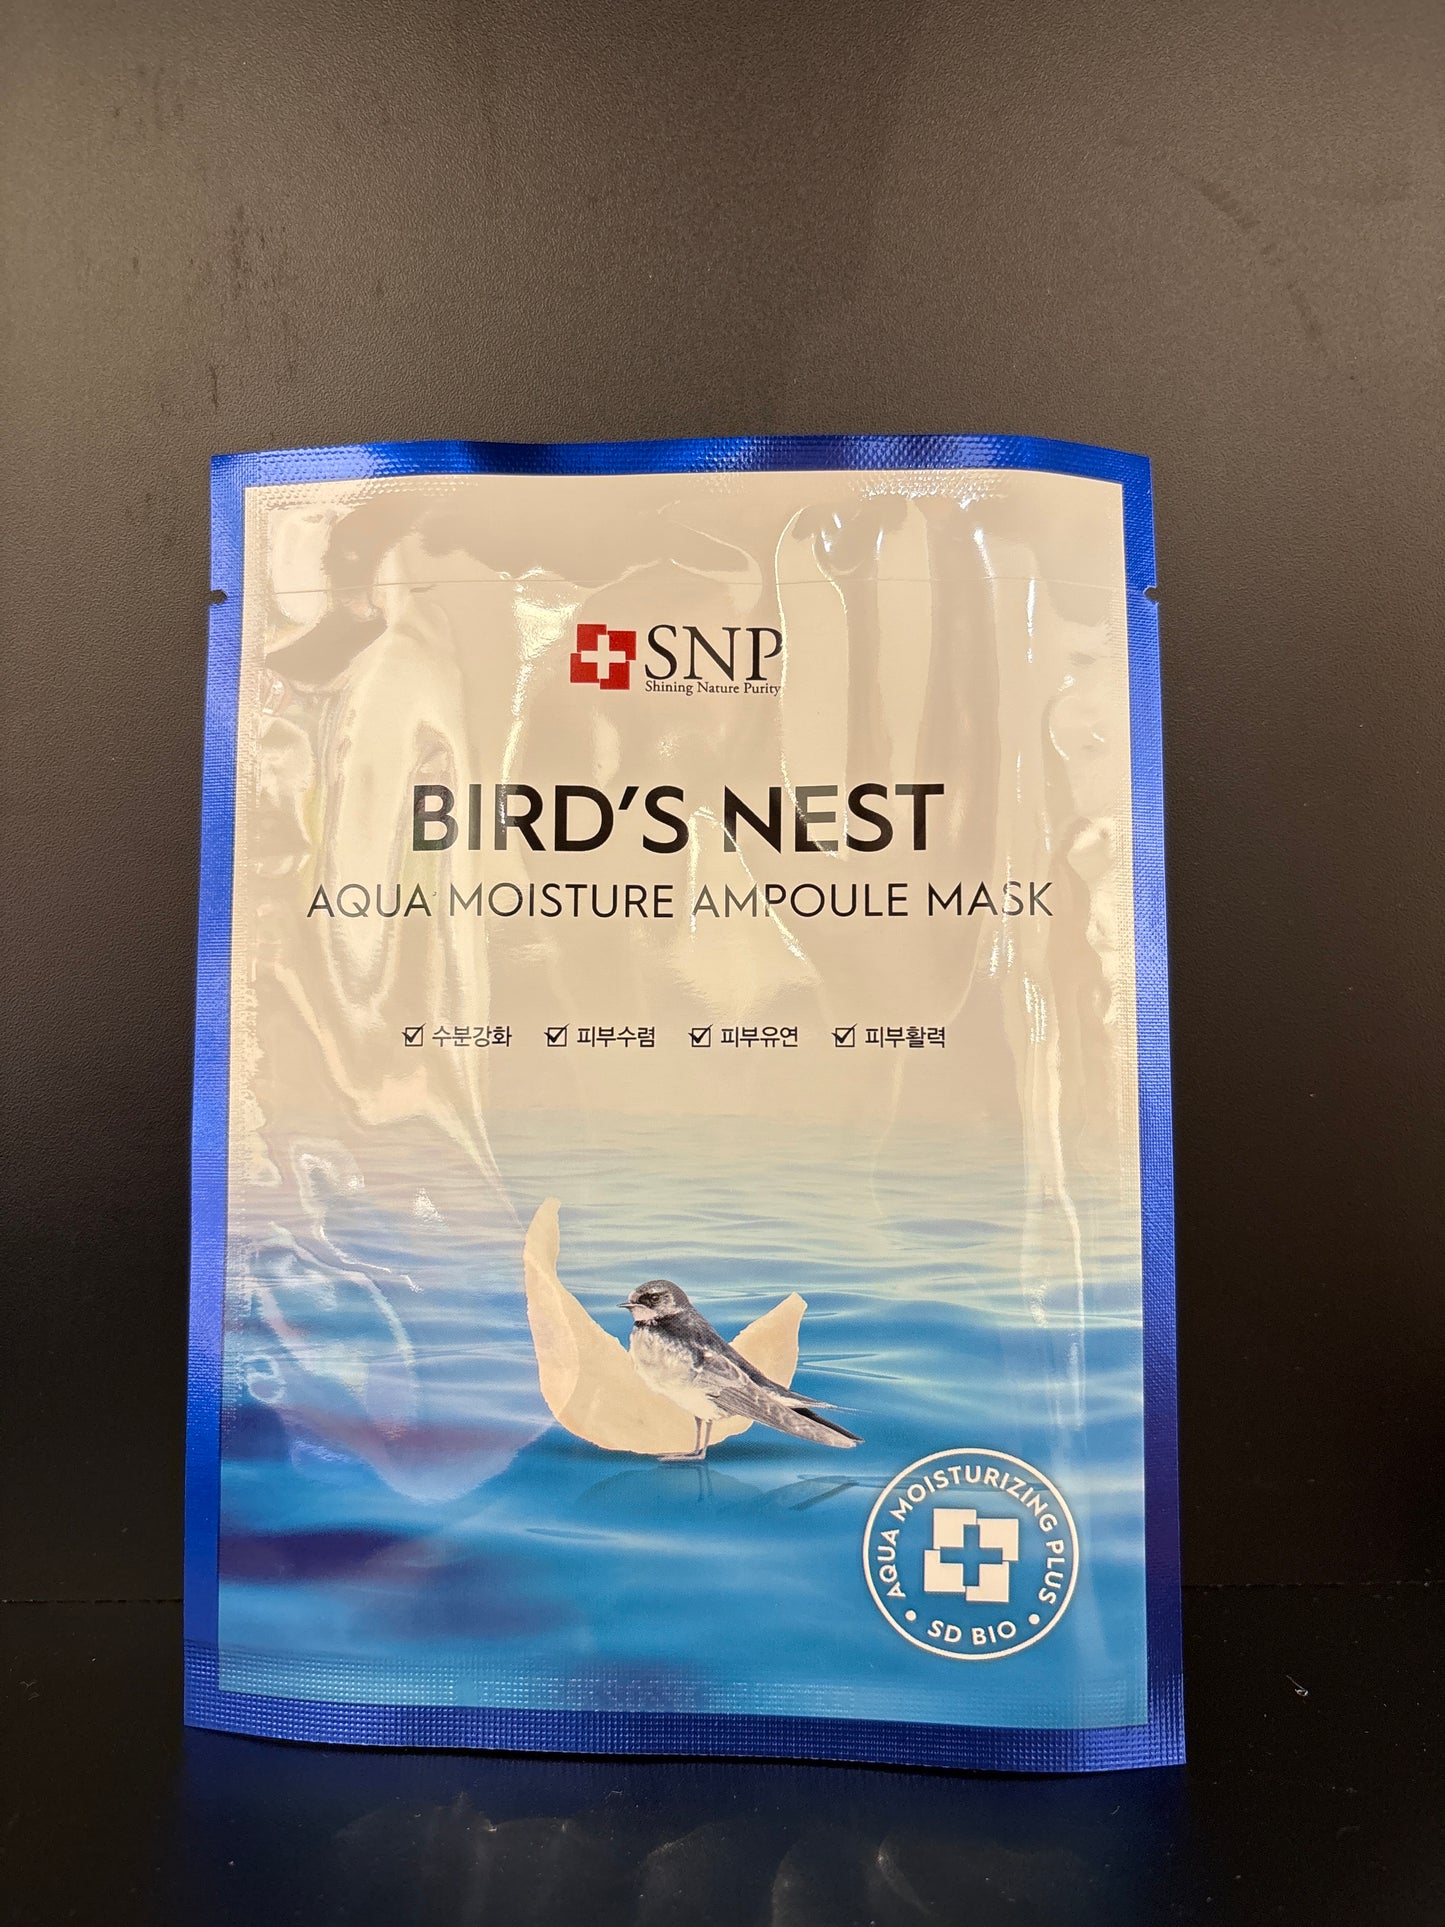 SNP
Shining Nature Purity
BIRD'S NEST
AQUA MOISTURE AMPOULE MASK
수분강화 피부수렴 피부유연 피부활력
AQUA MOISTURIZING PLUS
• SD BIO •